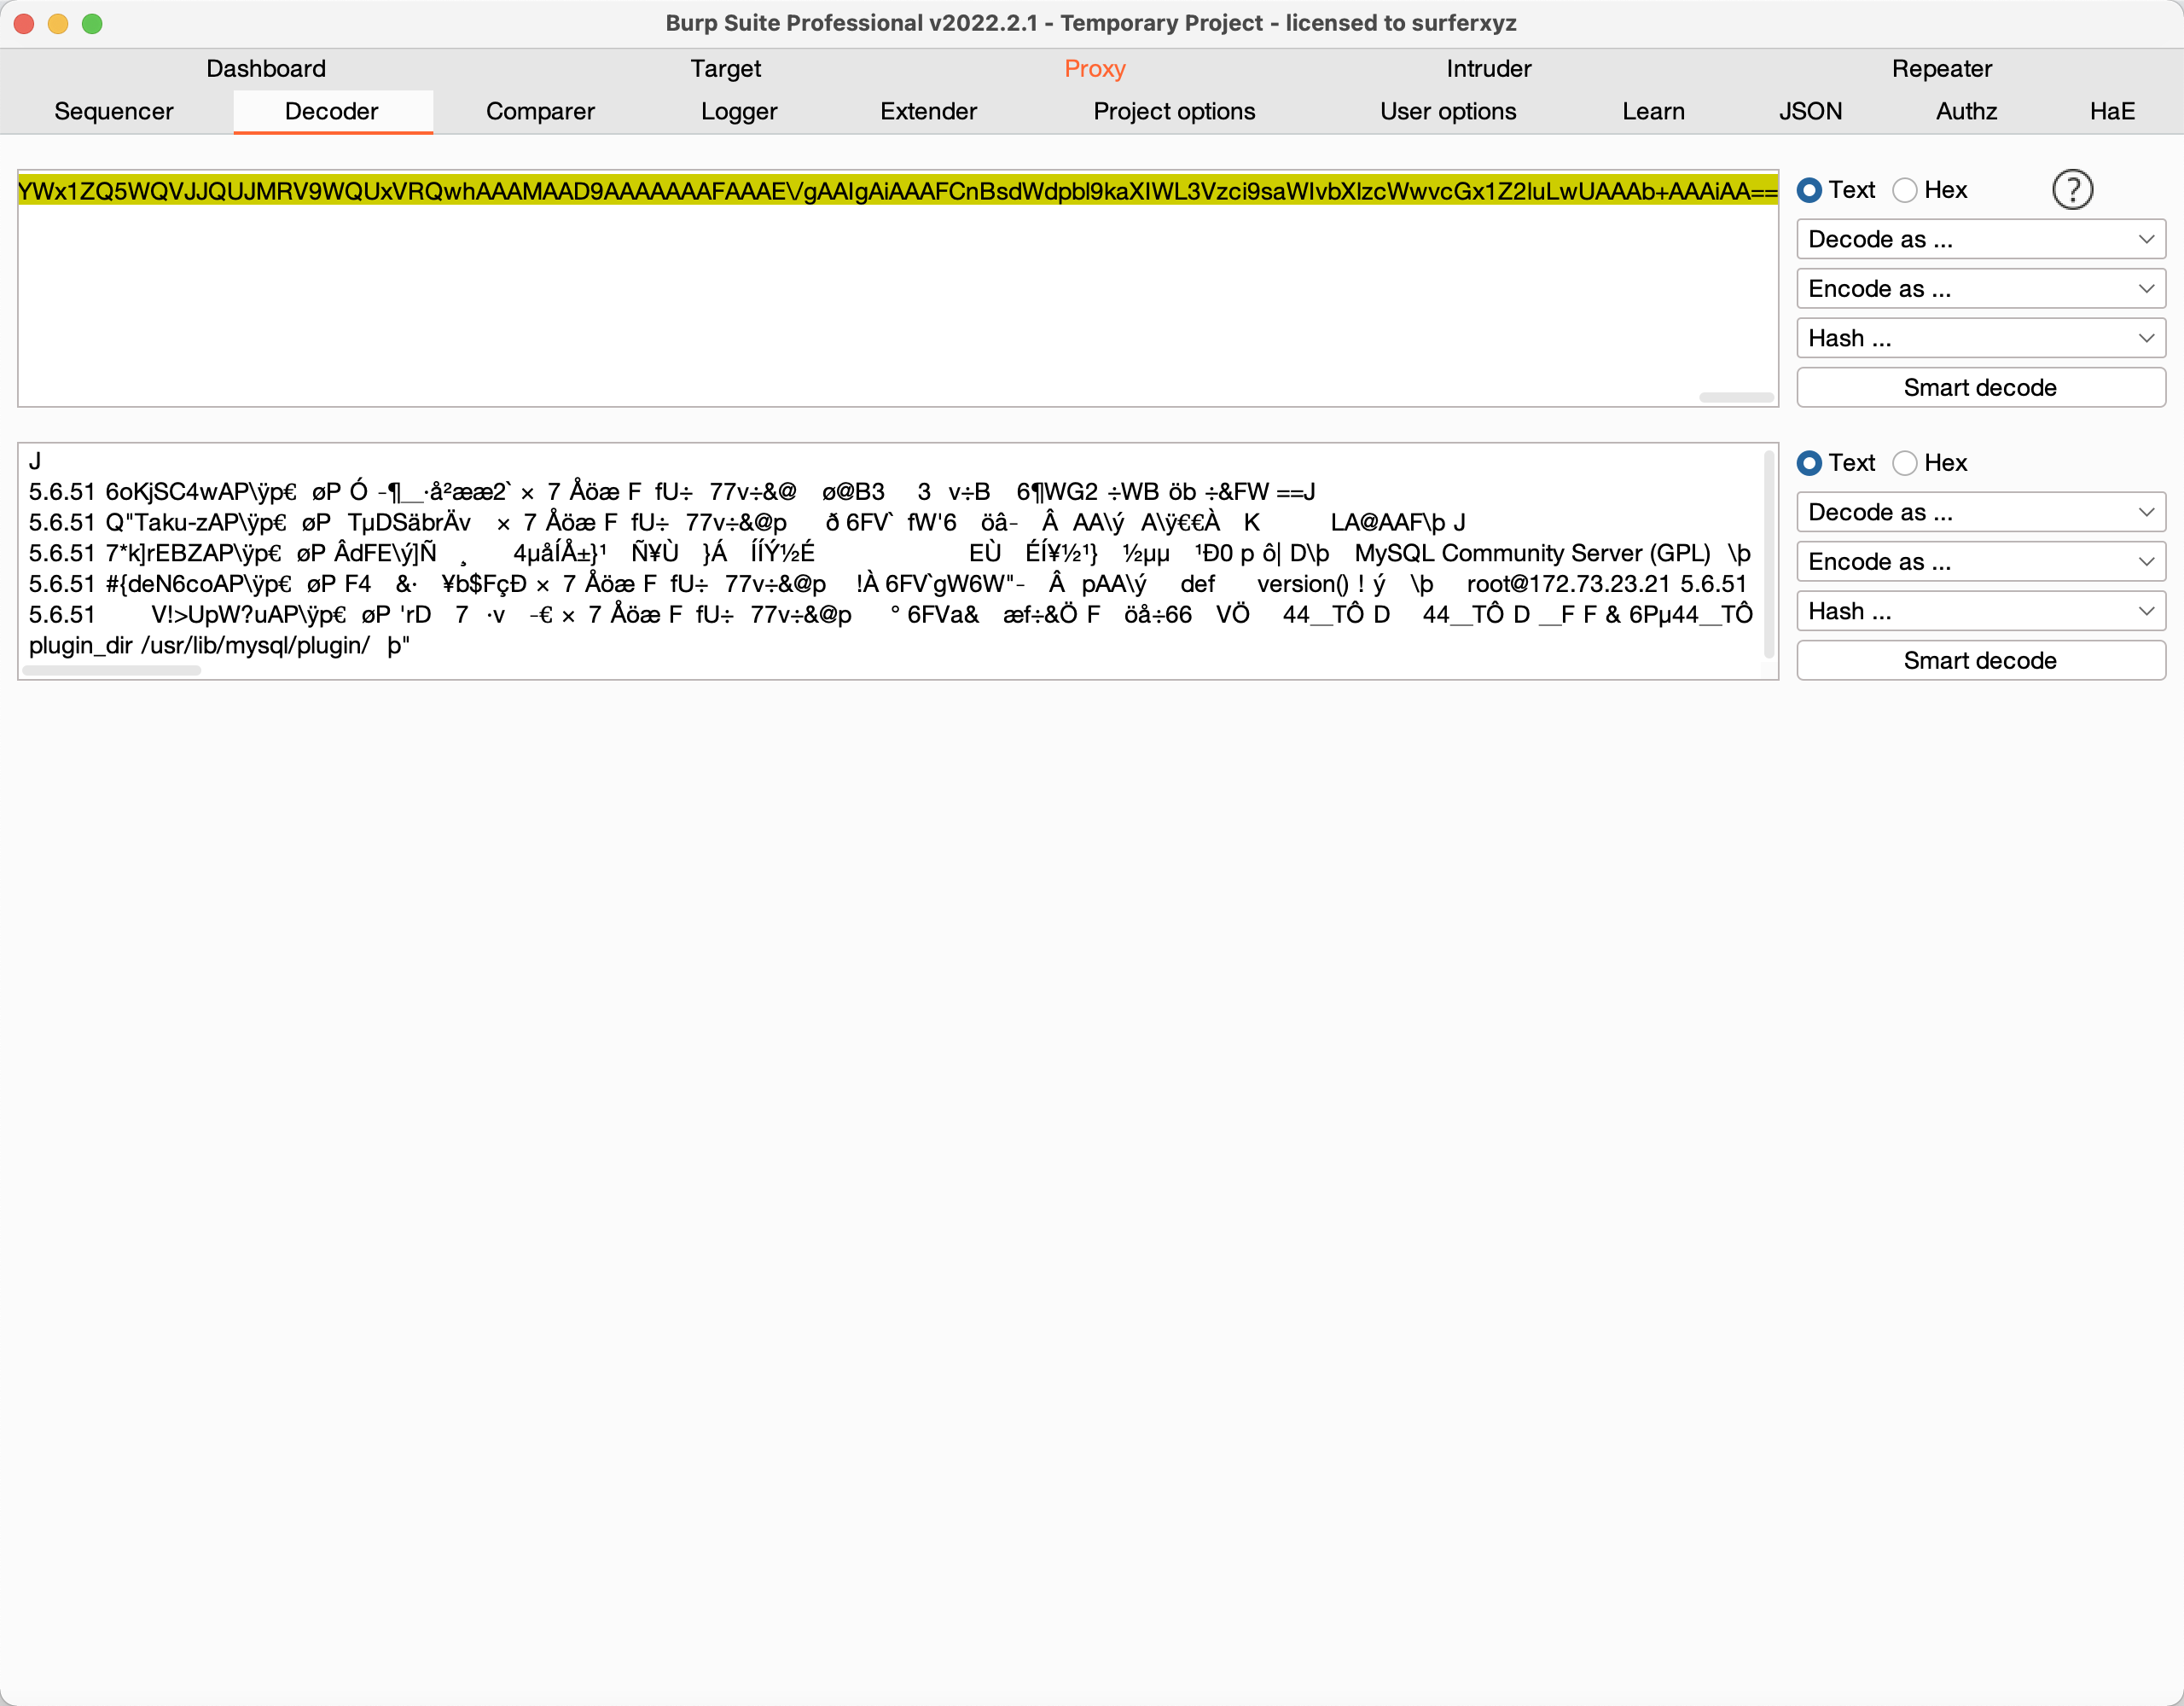 Burp Suite Professional v2022.2.1 - Temporary Project - licensed to surferxyz
Dashboard Target Proxy Intruder Repeater
Sequencer Decoder Comparer Logger Extender Project options User options Learn JSON Authz HaE
YWx1ZQ5WQVJJQUJMRV9WQUxVRQwhAAAMAAD9AAAAAAAFAAAE\/gAAIgAiAAAFCnBsdWdpbl9kaXIWL3Vzci9saWIvbXlzcWwvcGx1Z2luLwUAAAb+AAAiAA==
Text Hex ?
Decode as ...
Encode as ...
Hash ...
Smart decode
J
5.6.51 6oKjSC4wAP\ÿp€ øP Ó -¶__·å²ææ2` × 7 Åöæ F fU÷ 77v÷&@ ø@B3 3 v÷B 6¶WG2 ÷WB öb ÷&FW ==J
5.6.51 Q"Taku-zAP\ÿp€ øP TµDSäbrÄv × 7 Åöæ F fU÷ 77v÷&@p ð 6FV` fW'6 öâ- Â AA\ý A\ÿ€€À K LA@AAF\þ J
5.6.51 7*k]rEBZAP\ÿp€ øP ÂdFE\ý]Ñ ¸ 4µåÍÅ±}¹ Ñ¥Ù }Á ÍÍÝ½É EÙ ÉÍ¥½¹} ½µµ ¹Ð0 p ô| D\þ MySQL Community Server (GPL) \þ
5.6.51 #{deN6coAP\ÿp€ øP F4 &· ¥b$FçÐ × 7 Åöæ F fU÷ 77v÷&@p !À 6FV`gW6W"- Â pAA\ý def version() ! ý \þ root@172.73.23.21 5.6.51
5.6.51 V!>UpW?uAP\ÿp€ øP 'rD 7 ·v -€ × 7 Åöæ F fU÷ 77v÷&@p ° 6FVa& æf÷&Ö F öå÷66 VÖ 44__TÔ D 44__TÔ D __F F & 6Pµ44__TÔ
plugin_dir /usr/lib/mysql/plugin/ þ"
Text Hex
Decode as ...
Encode as ...
Hash ...
Smart decode